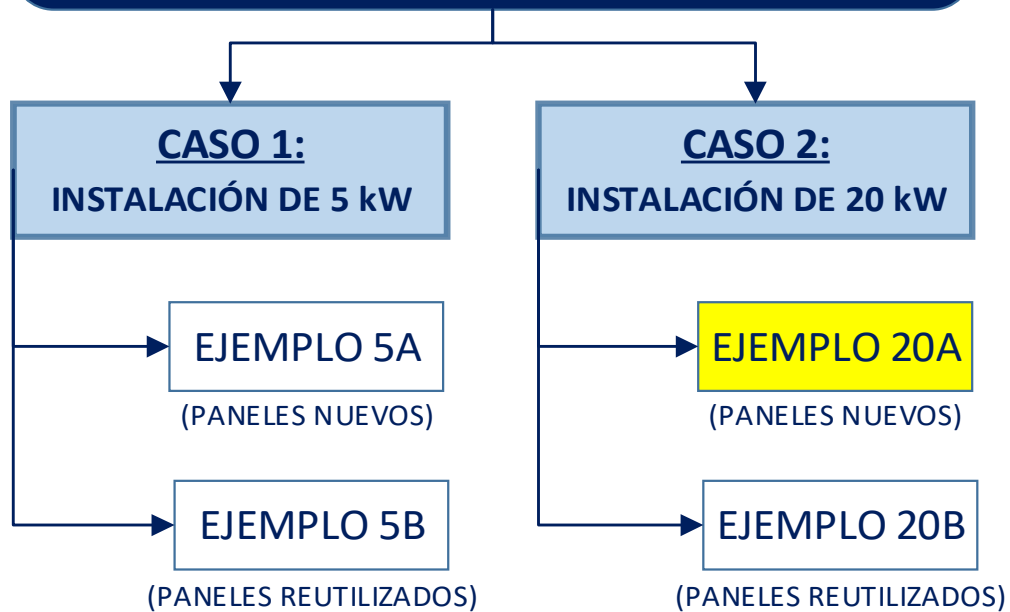 CASO 1:
INSTALACIÓN DE 5 kW
EJEMPLO 5A
(PANELES NUEVOS)
EJEMPLO 5B
(PANELES REUTILIZADOS)
CASO 2:
INSTALACIÓN DE 20 kW
EJEMPLO 20A
(PANELES NUEVOS)
EJEMPLO 20B
(PANELES REUTILIZADOS)